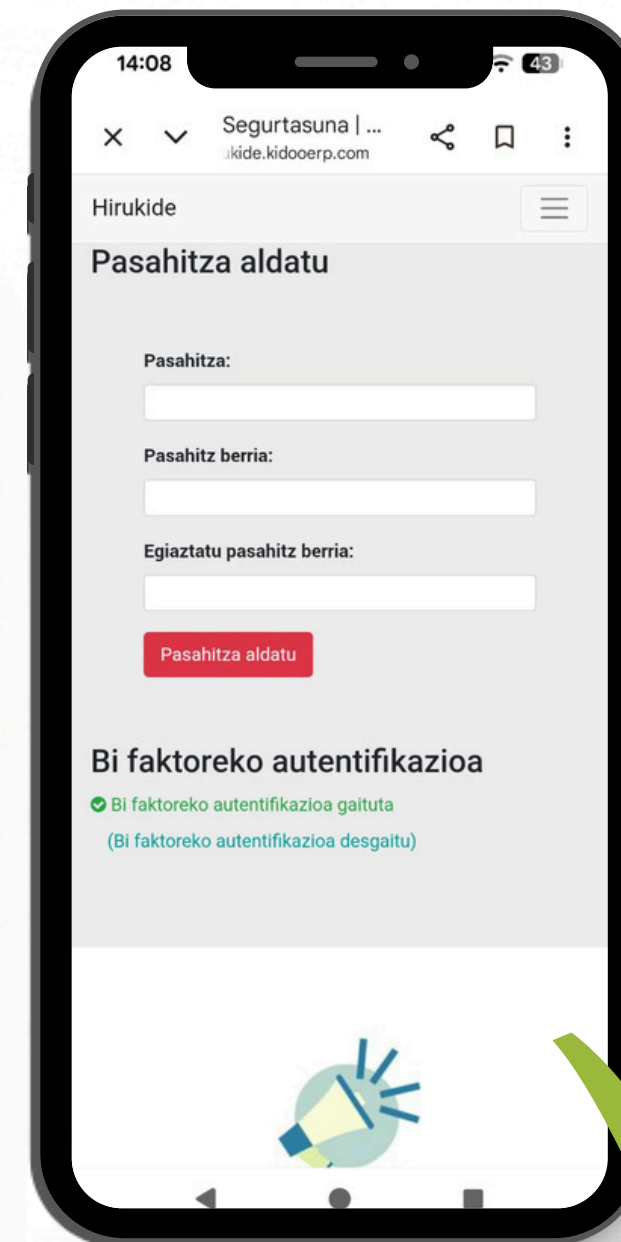 14:08
43
Segurtasuna | ...
kide.kidooerp.com
Hirukide
Pasahitza aldatu
Pasahitza:
Pasahitz berria:
Egiaztatu pasahitz berria:
Pasahitza aldatu
Bi faktoreko autentifikazioa
Bi faktoreko autentifikazioa gaituta
(Bi faktoreko autentifikazioa desgaitu)